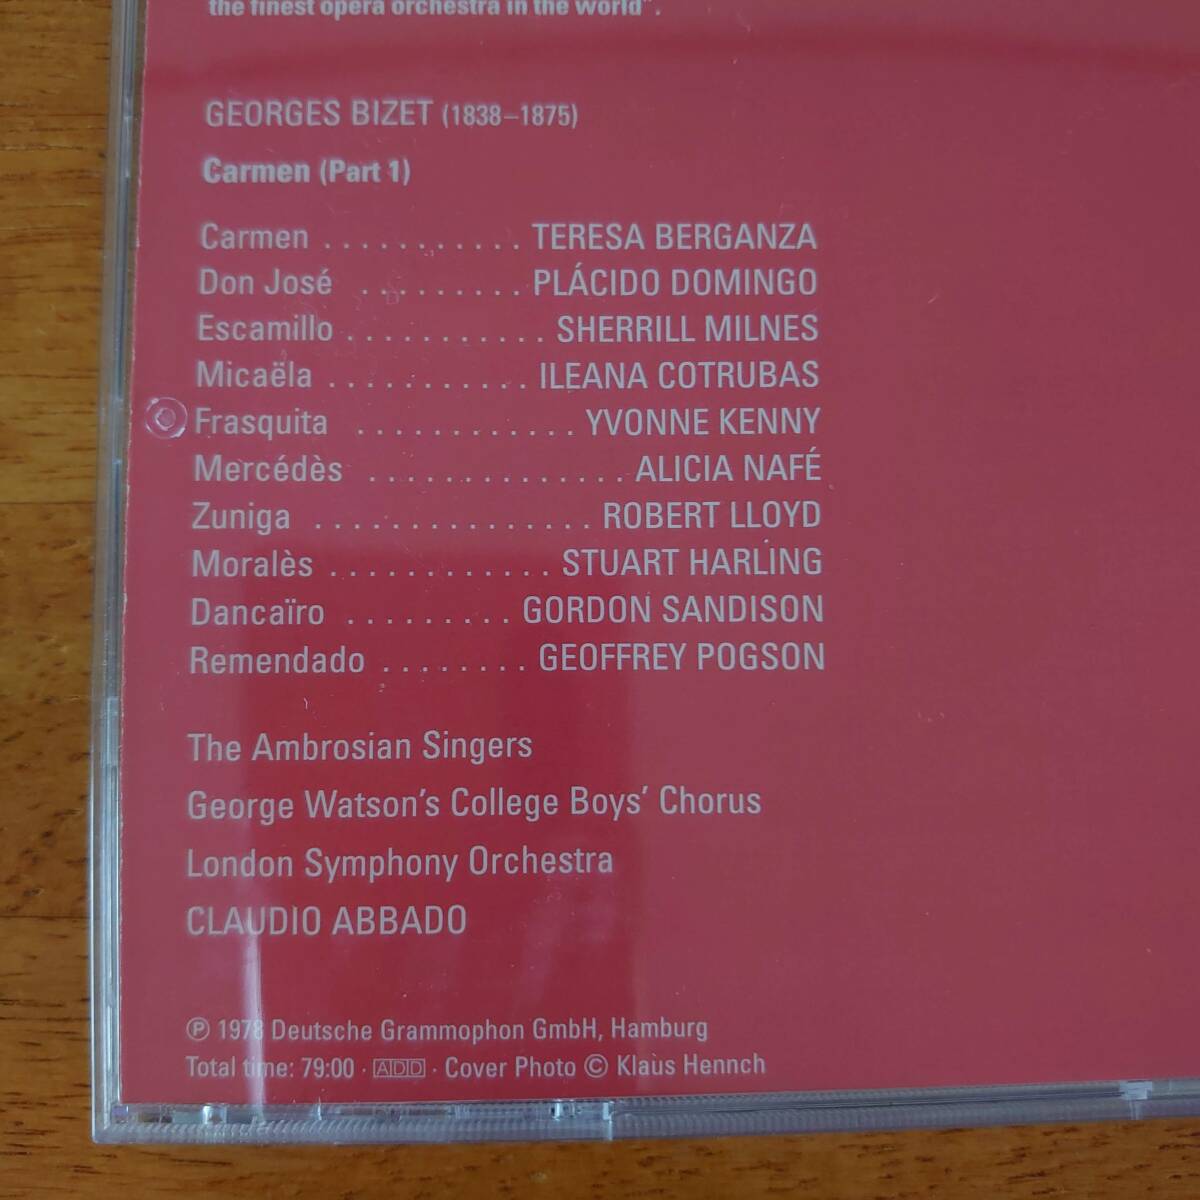 the finest opera orchestra in the world".
GEORGES BIZET (1838–1875)
Carmen (Part 1)
Carmen . . . . . . . . . . . TERESA BERGANZA
Don José . . . . . . . . . PLÁCIDO DOMINGO
Escamillo . . . . . . . . . . . SHERRILL MILNES
Micaëla . . . . . . . . . . . ILEANA COTRUBAS
Frasquita . . . . . . . . . . . . YVONNE KENNY
Mercédès . . . . . . . . . . . . . . ALICIA NAFÉ
Zuniga . . . . . . . . . . . . . . . ROBERT LLOYD
Moralès . . . . . . . . . . . . STUART HARLING
Dancaïro . . . . . . . . . GORDON SANDISON
Remendado . . . . . . . . GEOFFREY POGSON
The Ambrosian Singers
George Watson's College Boys' Chorus
London Symphony Orchestra
CLAUDIO ABBADO
℗ 1978 Deutsche Grammophon GmbH, Hamburg
Total time: 79:00 · ADD · Cover Photo © Klaus Hennch